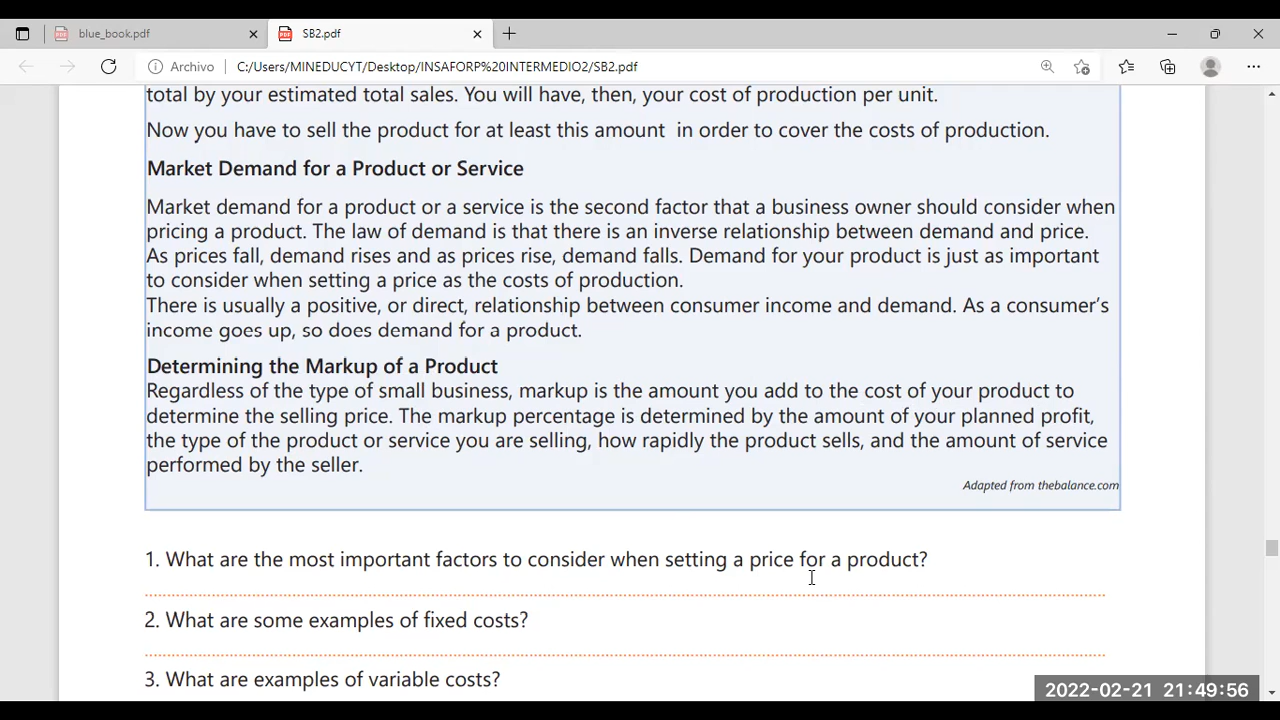 blue_book.pdf
SB2.pdf
Archivo
C:/Users/MINEDUCYT/Desktop/INSAFORP%20INTERMEDIO2/SB2.pdf
total by your estimated total sales. You will have, then, your cost of production per unit.
Now you have to sell the product for at least this amount in order to cover the costs of production.
Market Demand for a Product or Service
Market demand for a product or a service is the second factor that a business owner should consider when
pricing a product. The law of demand is that there is an inverse relationship between demand and price.
As prices fall, demand rises and as prices rise, demand falls. Demand for your product is just as important
to consider when setting a price as the costs of production.
There is usually a positive, or direct, relationship between consumer income and demand. As a consumer’s
income goes up, so does demand for a product.
Determining the Markup of a Product
Regardless of the type of small business, markup is the amount you add to the cost of your product to
determine the selling price. The markup percentage is determined by the amount of your planned profit,
the type of the product or service you are selling, how rapidly the product sells, and the amount of service
performed by the seller.
Adapted from thebalance.com
1. What are the most important factors to consider when setting a price for a product?
2. What are some examples of fixed costs?
3. What are examples of variable costs?
2022-02-21 21:49:56